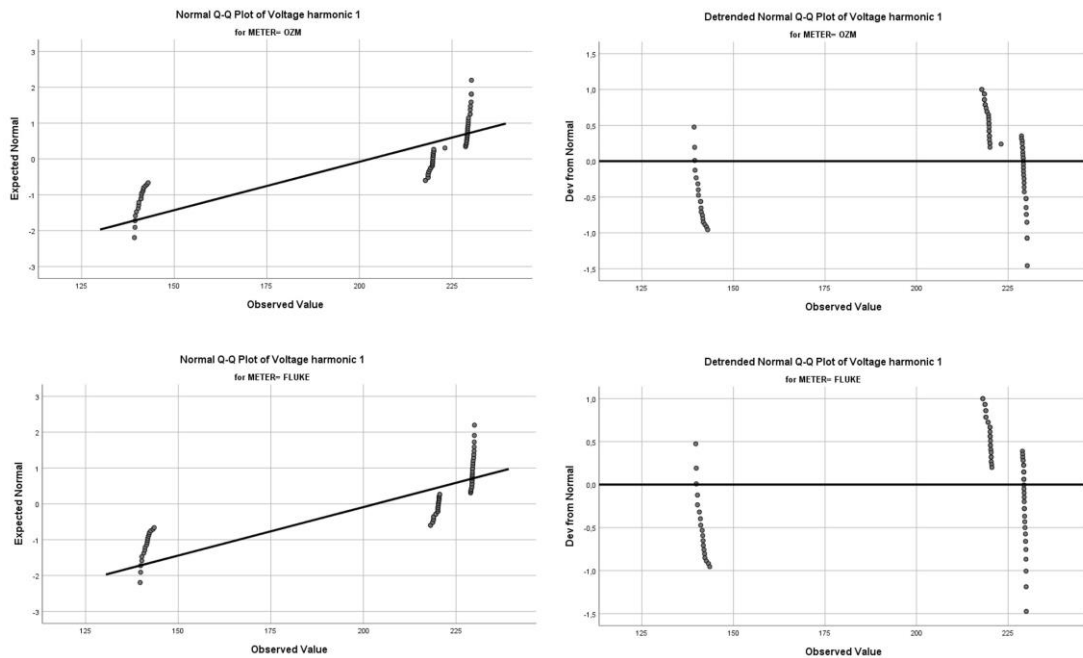 Normal Q-Q Plot of Voltage harmonic 1
for METER= OZM
Expected Normal
3
2
1
0
-1
-2
-3
125
150
175
200
225
Observed Value
Detrended Normal Q-Q Plot of Voltage harmonic 1
for METER= OZM
Dev from Normal
1,5
1,0
0,5
0,0
-0,5
-1,0
-1,5
125
150
175
200
225
Observed Value
Normal Q-Q Plot of Voltage harmonic 1
for METER= FLUKE
Expected Normal
3
2
1
0
-1
-2
-3
125
150
175
200
225
Observed Value
Detrended Normal Q-Q Plot of Voltage harmonic 1
for METER= FLUKE
Dev from Normal
1,0
0,5
0,0
-0,5
-1,0
-1,5
125
150
175
200
225
Observed Value